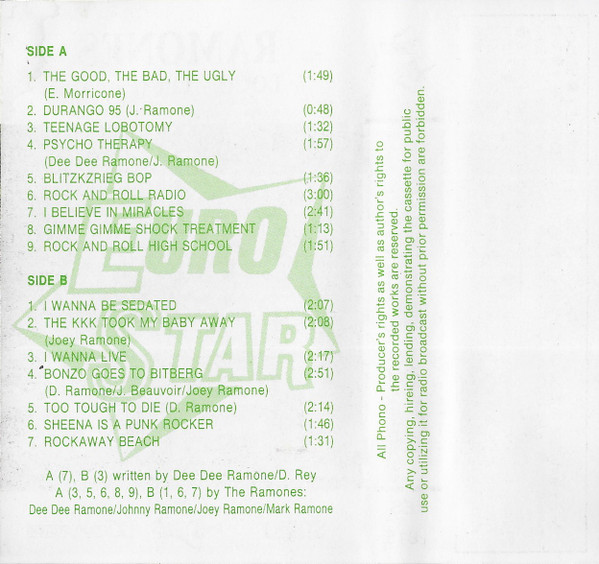 SIDE A
1. THE GOOD, THE BAD, THE UGLY (1:49)
(E. Morricone)
2. DURANGO 95 (J. Ramone) (0:48)
3. TEENAGE LOBOTOMY (1:32)
4. PSYCHO THERAPY (1:57)
(Dee Dee Ramone/J. Ramone)
5. BLITZKZRIEG BOP (1:36)
6. ROCK AND ROLL RADIO (3:00)
7. I BELIEVE IN MIRACLES (2:41)
8. GIMME GIMME SHOCK TREATMENT (1:13)
9. ROCK AND ROLL HIGH SCHOOL (1:51)
SIDE B
1. I WANNA BE SEDATED (2:07)
2. THE KKK TOOK MY BABY AWAY (2:08)
(Joey Ramone)
3. I WANNA LIVE (2:17)
4. BONZO GOES TO BITBERG (2:51)
(D. Ramone/J. Beauvoir/Joey Ramone)
5. TOO TOUGH TO DIE (D. Ramone) (2:14)
6. SHEENA IS A PUNK ROCKER (1:46)
7. ROCKAWAY BEACH (1:31)
A (7), B (3) written by Dee Dee Ramone/D. Rey
A (3, 5, 6, 8, 9), B (1, 6, 7) by The Ramones:
Dee Dee Ramone/Johnny Ramone/Joey Ramone/Mark Ramone
EURO
STAR
All Phono - Producer's rights as well as author's rights to
the recorded works are reserved.
Any copying, hireing, lending, demonstrating the cassette for public
use or utilizing it for radio broadcast without prior permission are forbidden.